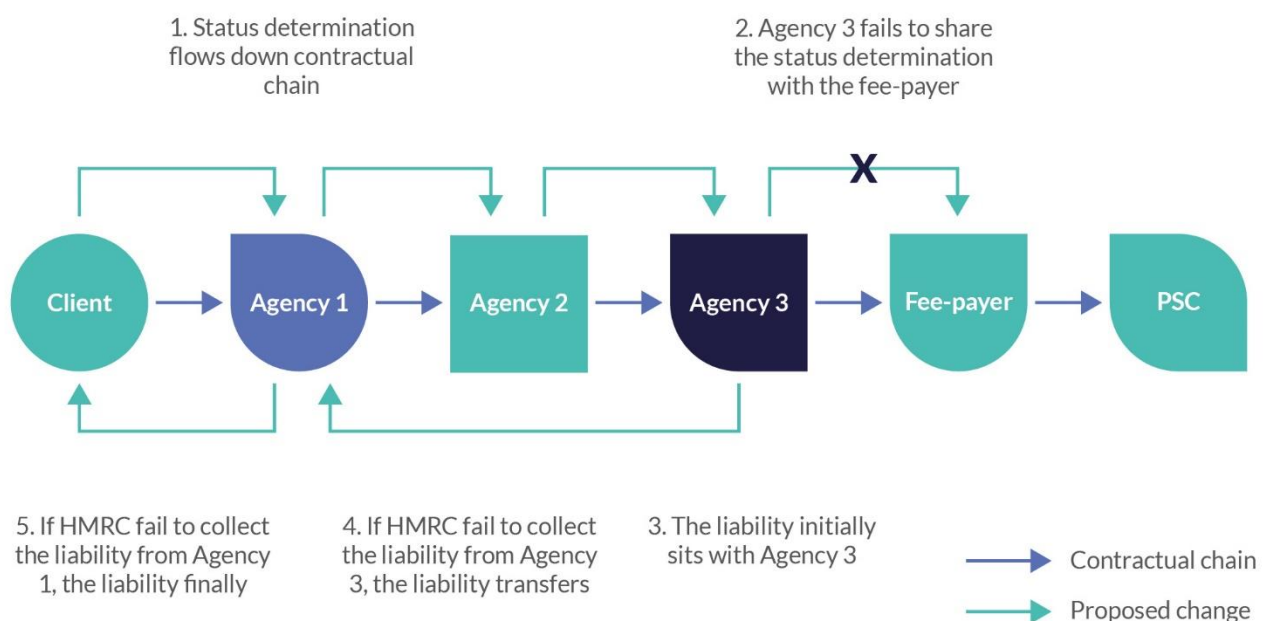 1. Status determination
flows down contractual
chain
2. Agency 3 fails to share
the status determination
with the fee-payer
X
Client
Agency 1
Agency 2
Agency 3
Fee-payer
PSC
5. If HMRC fail to collect
the liability from Agency
1, the liability finally
4. If HMRC fail to collect
the liability from Agency
3, the liability transfers
3. The liability initially
sits with Agency 3
Contractual chain
Proposed change